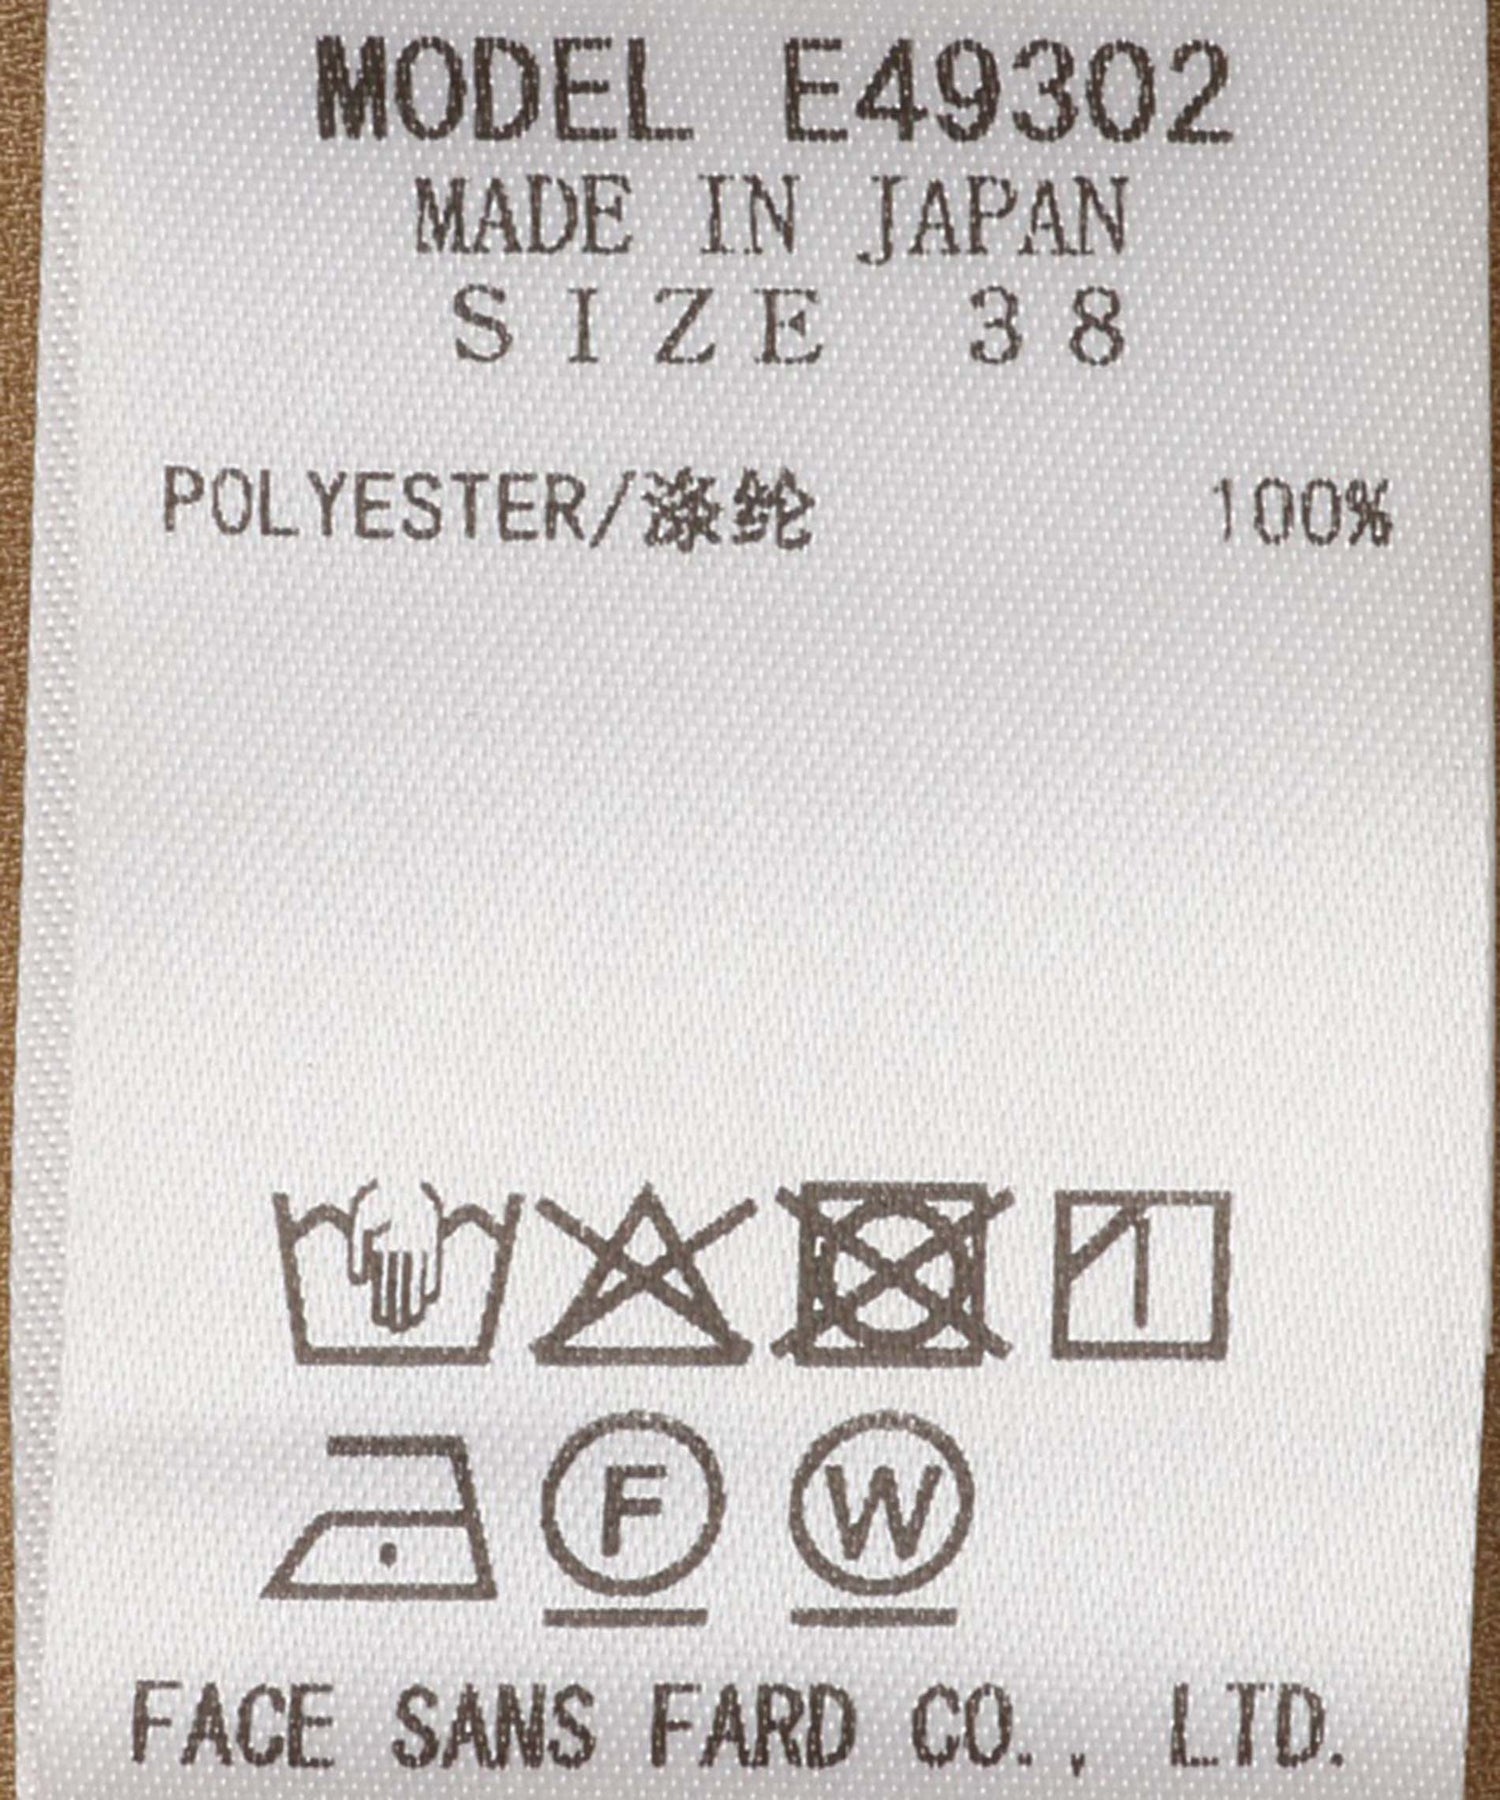 MODEL E49302
MADE IN JAPAN
SIZE 38
POLYESTER/涤纶 100%
F W
FACE SANS FARD CO., LTD.